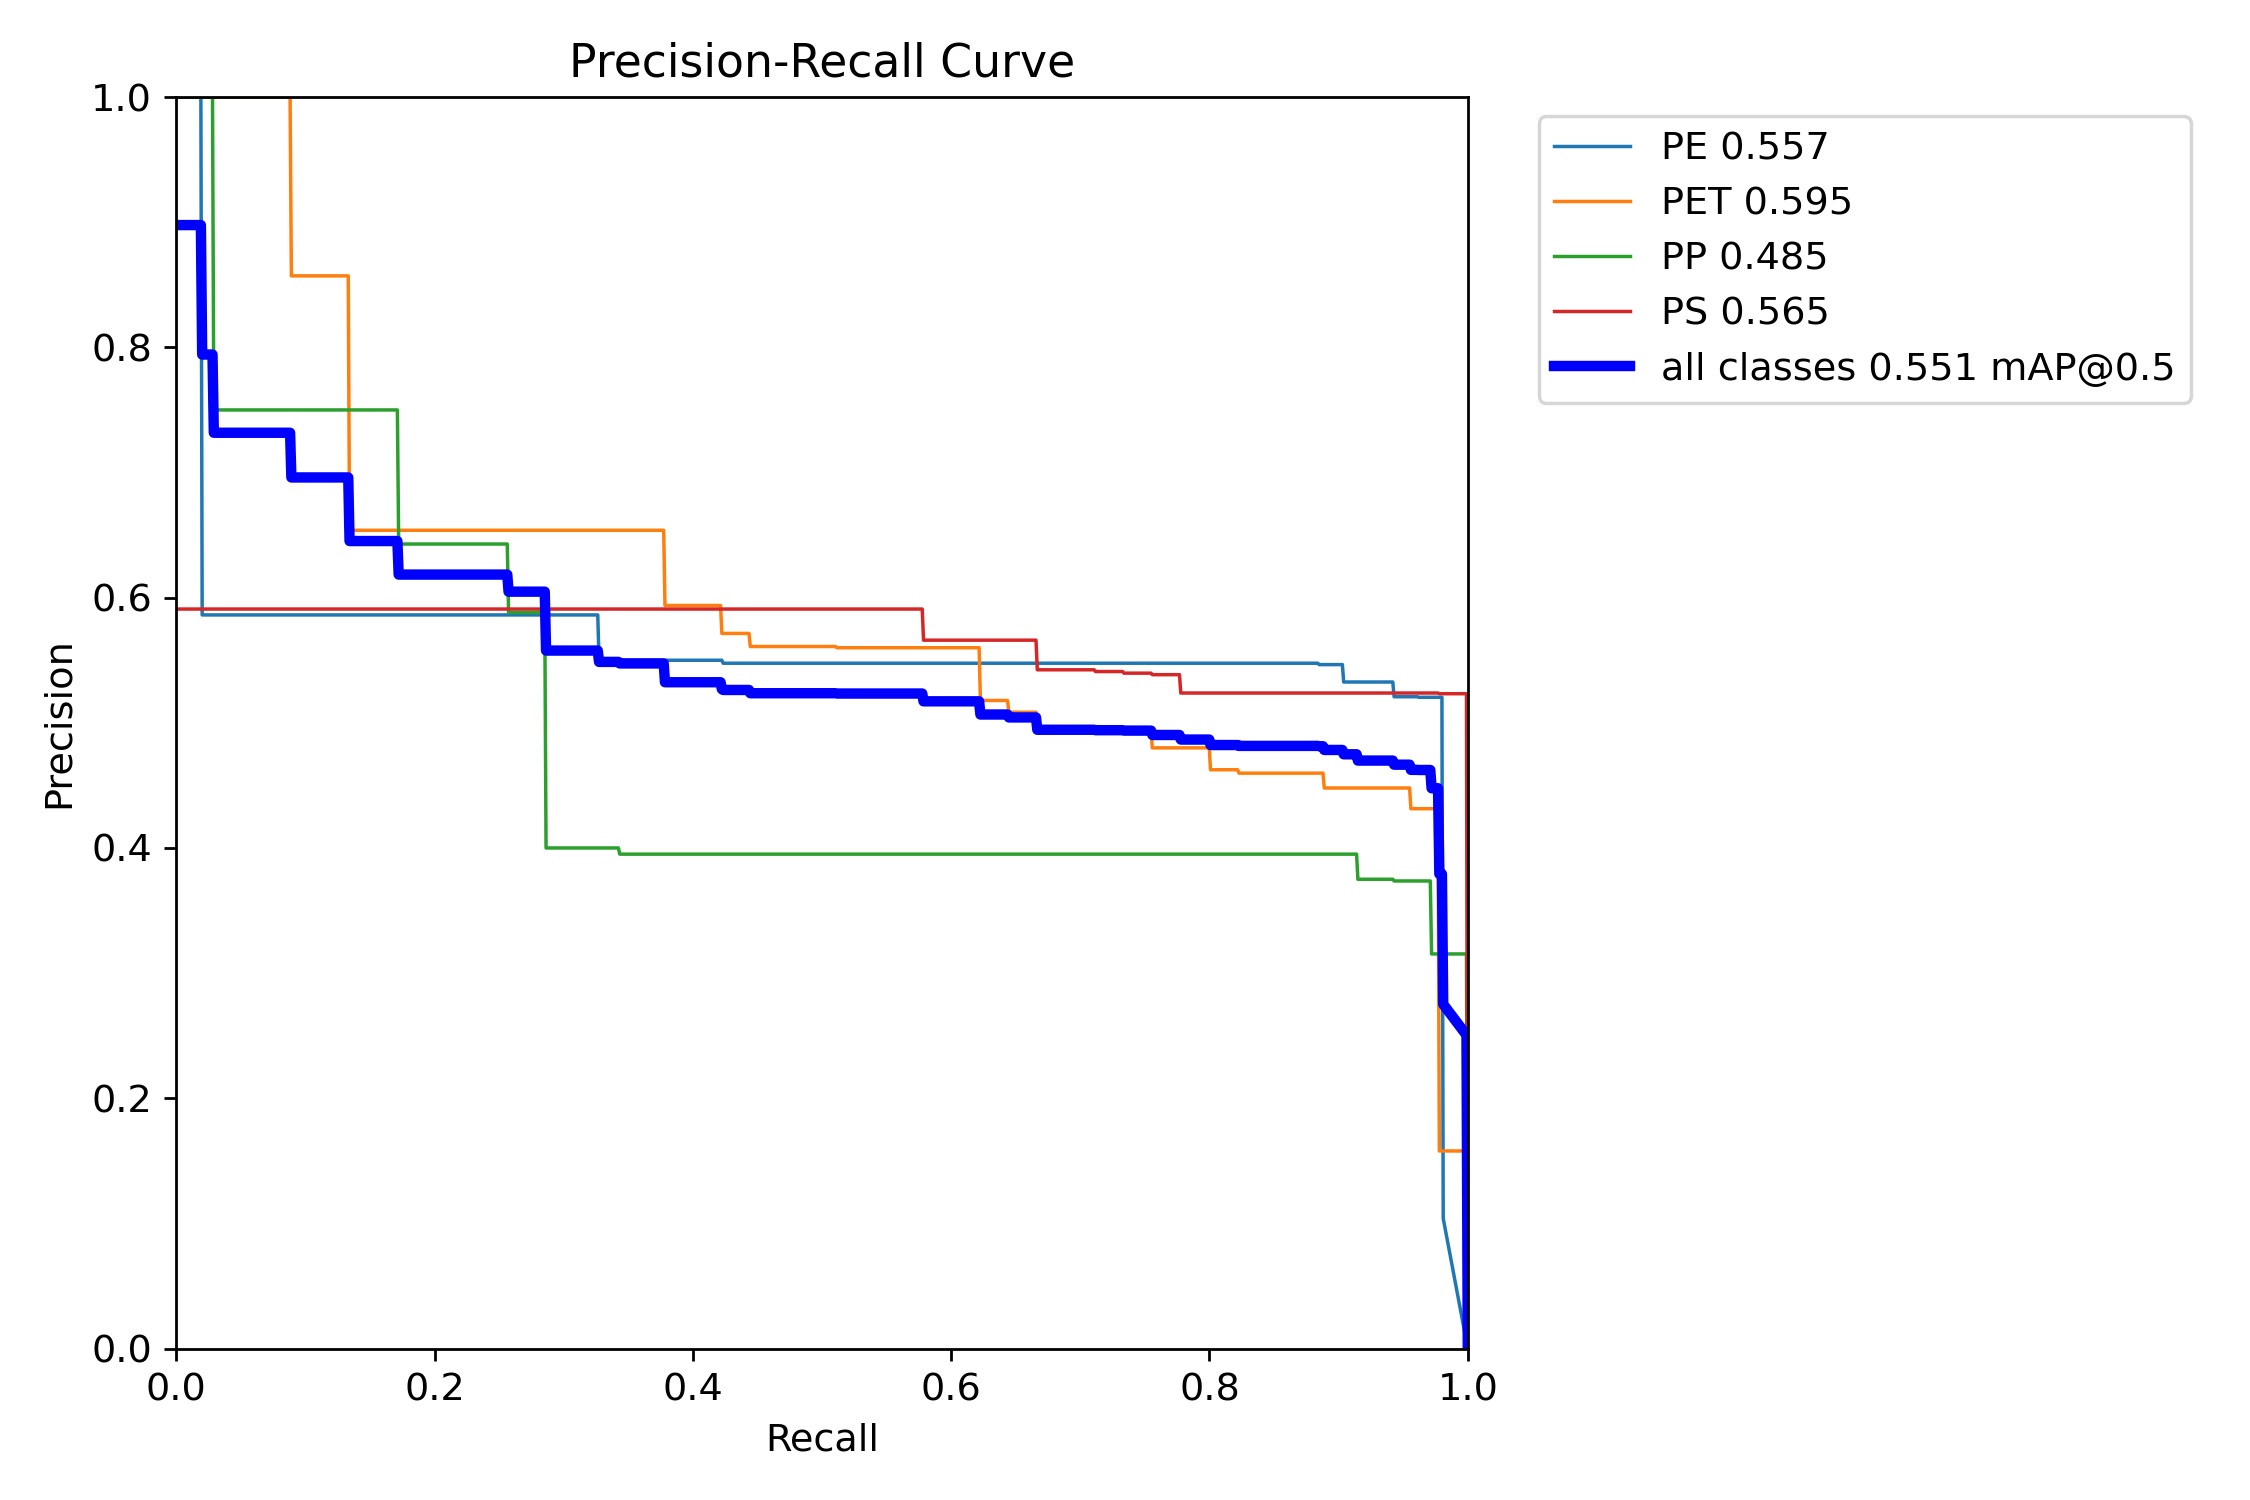 Precision-Recall Curve
1.0
0.8
0.6
0.4
0.2
0.0
Precision
0.0 0.2 0.4 0.6 0.8 1.0
Recall
PE 0.557
PET 0.595
PP 0.485
PS 0.565
all classes 0.551 mAP@0.5